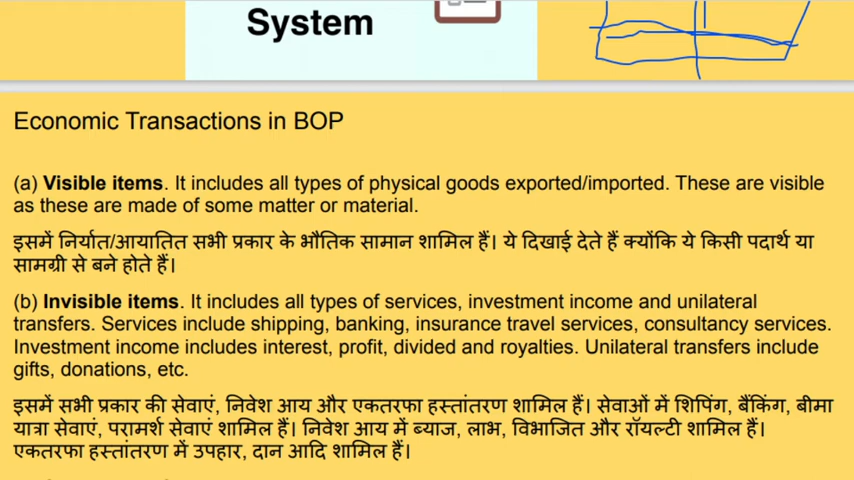 System
Economic Transactions in BOP
(a) Visible items. It includes all types of physical goods exported/imported. These are visible
as these are made of some matter or material.
इसमें निर्यात/आयातित सभी प्रकार के भौतिक सामान शामिल हैं। ये दिखाई देते हैं क्योंकि ये किसी पदार्थ या
सामग्री से बने होते हैं।
(b) Invisible items. It includes all types of services, investment income and unilateral
transfers. Services include shipping, banking, insurance travel services, consultancy services.
Investment income includes interest, profit, divided and royalties. Unilateral transfers include
gifts, donations, etc.
इसमें सभी प्रकार की सेवाएं, निवेश आय और एकतरफा हस्तांतरण शामिल हैं। सेवाओं में शिपिंग, बैंकिंग, बीमा
यात्रा सेवाएं, परामर्श सेवाएं शामिल हैं। निवेश आय में ब्याज, लाभ, विभाजित और रॉयल्टी शामिल हैं।
एकतरफा हस्तांतरण में उपहार, दान आदि शामिल हैं।